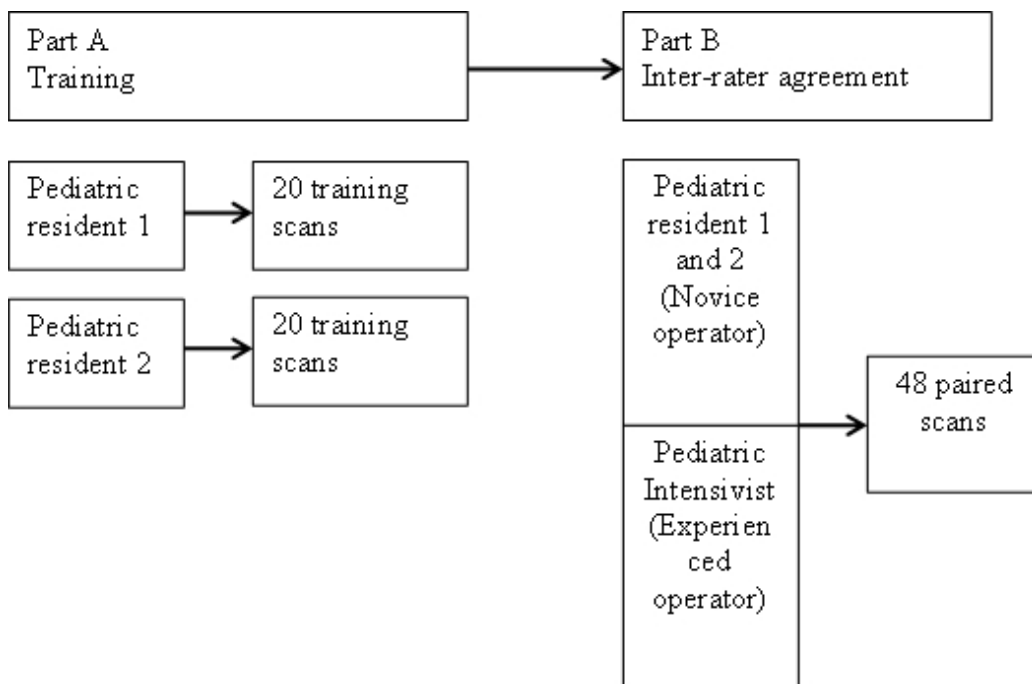 Part A
Training
Part B
Inter-rater agreement
Pediatric
resident 1
20 training
scans
Pediatric
resident 2
20 training
scans
Pediatric
resident 1
and 2
(Novice
operator)
Pediatric
Intensivist
(Experien
ced
operator)
48 paired
scans